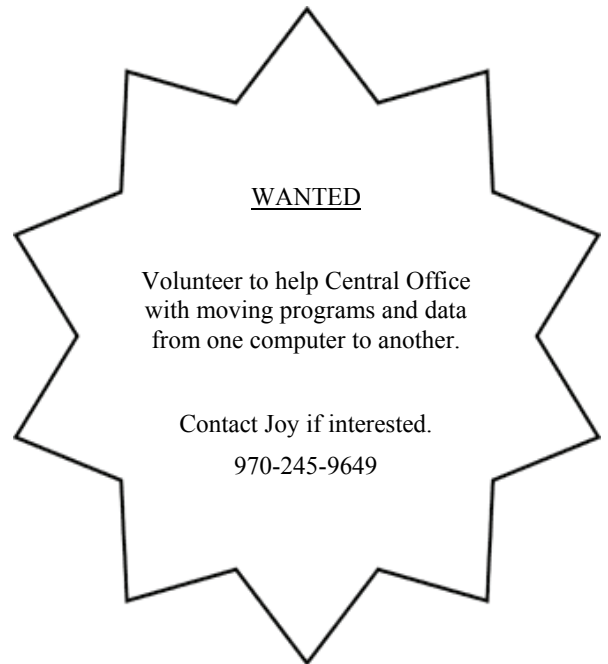 WANTED
Volunteer to help Central Office
with moving programs and data
from one computer to another.
Contact Joy if interested.
970-245-9649